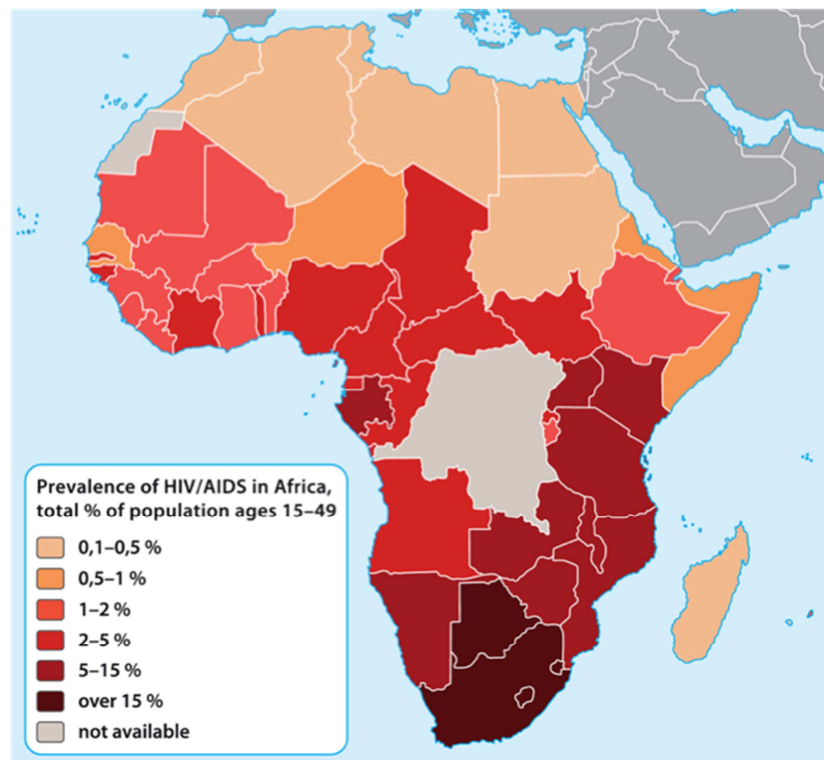 Prevalence of HIV/AIDS in Africa,
total % of population ages 15–49
0,1–0,5 %
0,5–1 %
1–2 %
2–5 %
5–15 %
over 15 %
not available